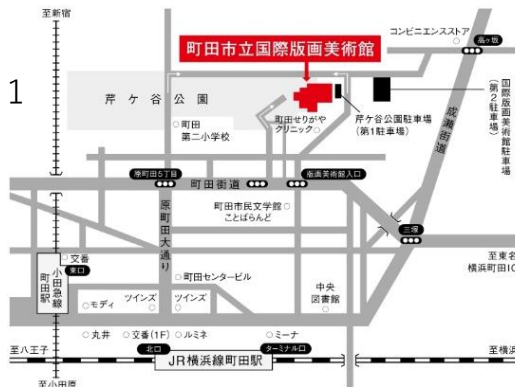 至新宿
コンビニエンスストア
高ヶ坂
町田市立国際版画美術館
1
芹ケ谷公園
町田
第二小学校
町田せりがや
クリニック
芹ケ谷公園駐車場
(第1駐車場)
国際版画美術館駐車場
(第2駐車場)
成瀬街道
原町田5丁目
町田街道
版画美術館入口
町田市民文学館
ことばらんど
原町田大通り
三塚
交番
東口
小田急線
町田駅
町田センタービル
至東名
横浜町田IC
モディ
ツインズ
ツインズ
中央
図書館
丸井
交番(1F)
ルミネ
ミーナ
至八王子
北口
JR横浜線町田駅
ターミナル口
至横浜
至小田原